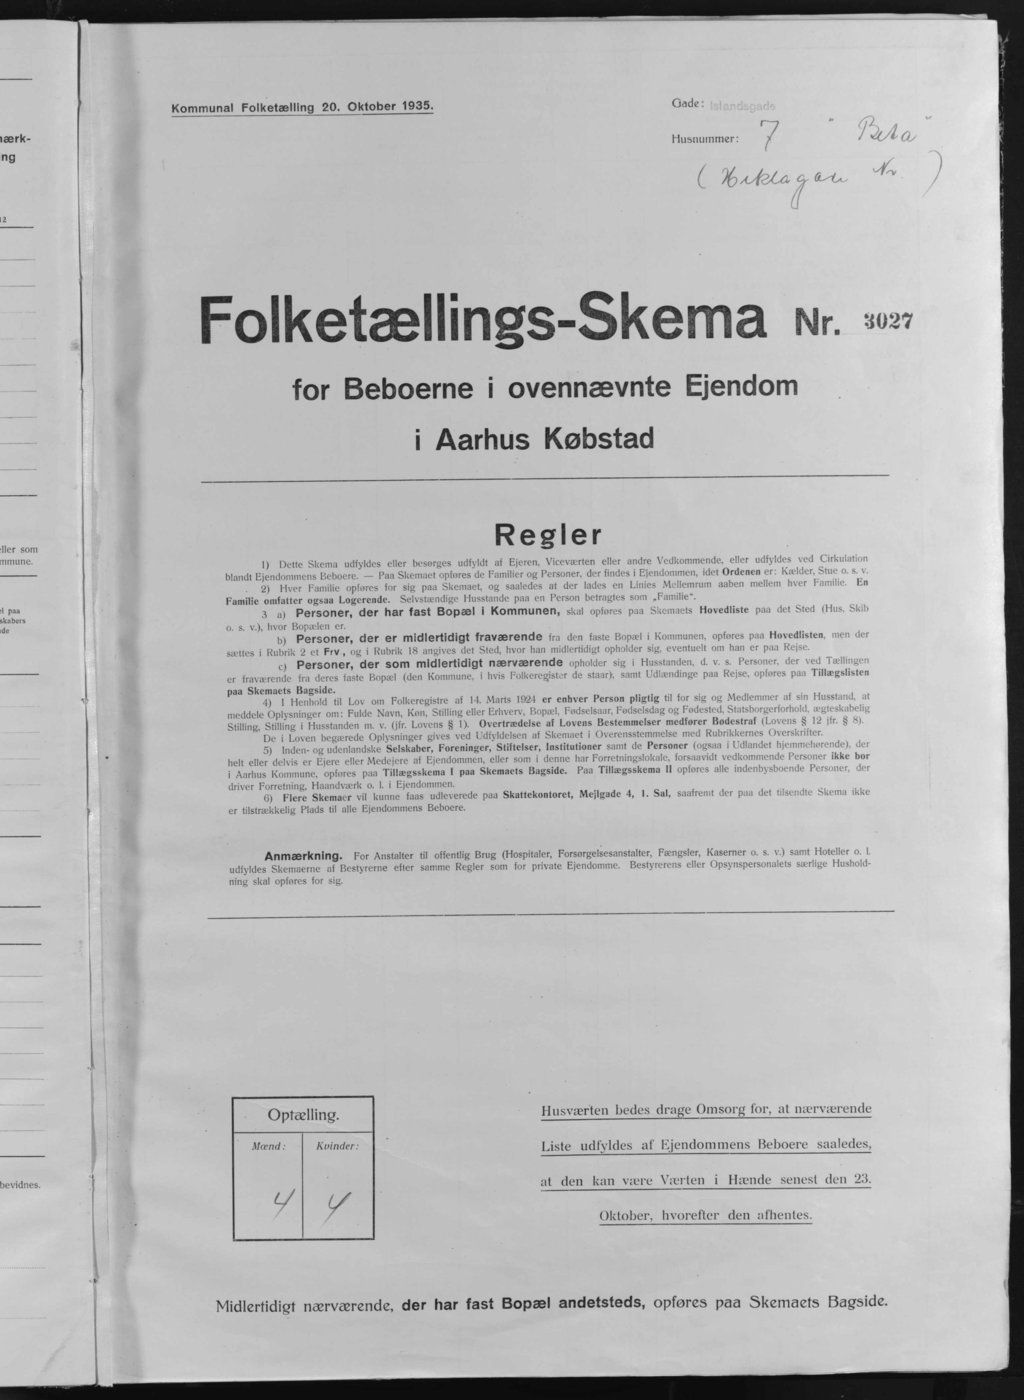 ærk-
ng
12
eller som
mmune.
el paa
skabers
de
bevidnes.
Kommunal Folketælling 20. Oktober 1935.
Gade: Islandsgade
Husnummer: 7 "Beta"
( Nr. )
Folketællings-Skema Nr. 3027
for Beboerne i ovennævnte Ejendom
i Aarhus Købstad
Regler
1) Dette Skema udfyldes eller besørges udfyldt af Ejeren, Viceværten eller andre Vedkommende, eller udfyldes ved Cirkulation
blandt Ejendommens Beboere. — Paa Skemaet opføres de Familier og Personer, der findes i Ejendommen, idet Ordenen er: Kælder, Stue o. s. v.
2) Hver Familie opføres for sig paa Skemaet, og saaledes at der lades en Linies Mellemrum aaben mellem hver Familie. En
Familie omfatter ogsaa Logerende. Selvstændige Husstande paa en Person betragtes som „Familie“.
3 a) Personer, der har fast Bopæl i Kommunen, skal opføres paa Skemaets Hovedliste paa det Sted (Hus, Skib
o. s. v.), hvor Bopælen er.
b) Personer, der er midlertidigt fraværende fra den faste Bopæl i Kommunen, opføres paa Hovedlisten, men der
sættes i Rubrik 2 et Frv, og i Rubrik 18 angives det Sted, hvor han midlertidigt opholder sig, eventuelt om han er paa Rejse.
c) Personer, der som midlertidigt nærværende opholder sig i Husstanden, d. v. s. Personer, der ved Tællingen
er fraværende fra deres faste Bopæl (den Kommune, i hvis Folkeregister de staar), samt Udlændinge paa Rejse, opføres paa Tillægslisten
paa Skemaets Bagside.
4) I Henhold til Lov om Folkeregistre af 14. Marts 1924 er enhver Person pligtig til for sig og Medlemmer af sin Husstand, at
meddele Oplysninger om: Fulde Navn, Køn, Stilling eller Erhverv, Bopæl, Fødselsaar, Fødselsdag og Fødested, Statsborgerforhold, ægteskabelig
Stilling, Stilling i Husstanden m. v. (jfr. Lovens § 1). Overtrædelse af Lovens Bestemmelser medfører Bødestraf (Lovens § 12 jfr. § 8).
De i Loven begærede Oplysninger gives ved Udfyldelsen af Skemaet i Overensstemmelse med Rubrikkernes Overskrifter.
5) Inden- og udenlandske Selskaber, Foreninger, Stiftelser, Institutioner samt de Personer (ogsaa i Udlandet hjemmehørende), der
helt eller delvis er Ejere eller Medejere af Ejendommen, eller som i denne har Forretningslokale, forsaavidt vedkommende Personer ikke bor
i Aarhus Kommune, opføres paa Tillægsskema I paa Skemaets Bagside. Paa Tillægsskema II opføres alle indenbysboende Personer, der
driver Forretning, Haandværk o. l. i Ejendommen.
6) Flere Skemaer vil kunne faas udleverede paa Skattekontoret, Mejlgade 4, 1. Sal, saafremt der paa det tilsendte Skema ikke
er tilstrækkelig Plads til alle Ejendommens Beboere.
Anmærkning. For Anstalter til offentlig Brug (Hospitaler, Forsørgelsesanstalter, Fængsler, Kaserner o. s. v.) samt Hoteller o. l.
udfyldes Skemaerne af Bestyrerne efter samme Regler som for private Ejendomme. Bestyrerens eller Opsynspersonalets særlige Hushold-
ning skal opføres for sig.
Optælling.
Mænd: Kvinder:
4 4
Husværten bedes drage Omsorg for, at nærværende
Liste udfyldes af Ejendommens Beboere saaledes,
at den kan være Værten i Hænde senest den 23.
Oktober, hvorefter den afhentes.
Midlertidigt nærværende, der har fast Bopæl andetsteds, opføres paa Skemaets Bagside.